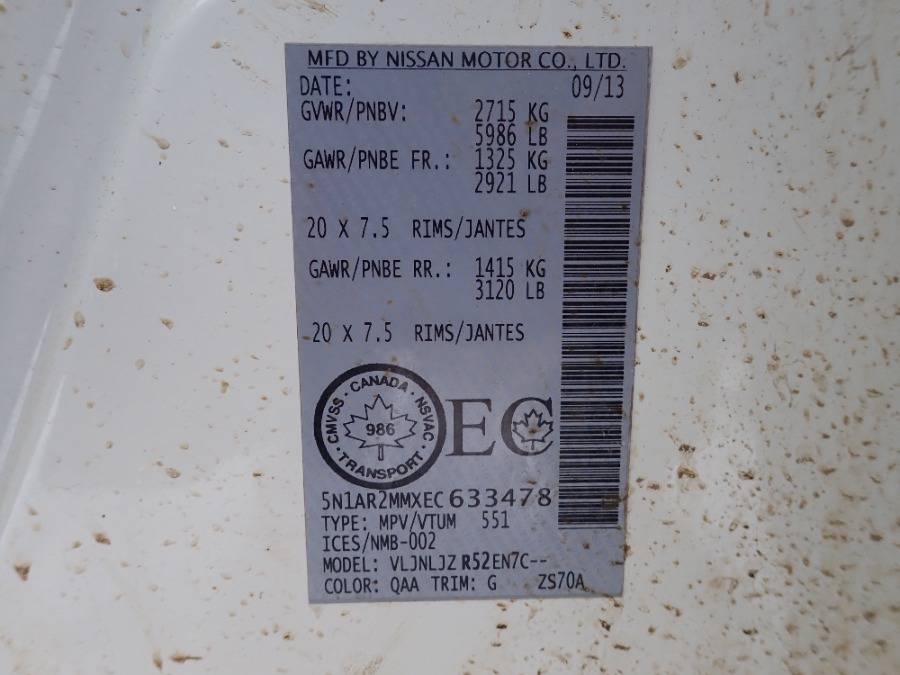 MFD BY NISSAN MOTOR CO., LTD.
DATE: 09/13
GVWR/PNBV: 2715 KG
5986 LB
GAWR/PNBE FR.: 1325 KG
2921 LB
20 X 7.5 RIMS/JANTES
GAWR/PNBE RR.: 1415 KG
3120 LB
20 X 7.5 RIMS/JANTES
CMVSS · CANADA · NSVAC · TRANSPORT ·
986
EC
5N1AR2MMXEC633478
TYPE: MPV/VTUM 551
ICES/NMB-002
MODEL: VLJNLJZ R52EN7C--
COLOR: QAA TRIM: G ZS70A